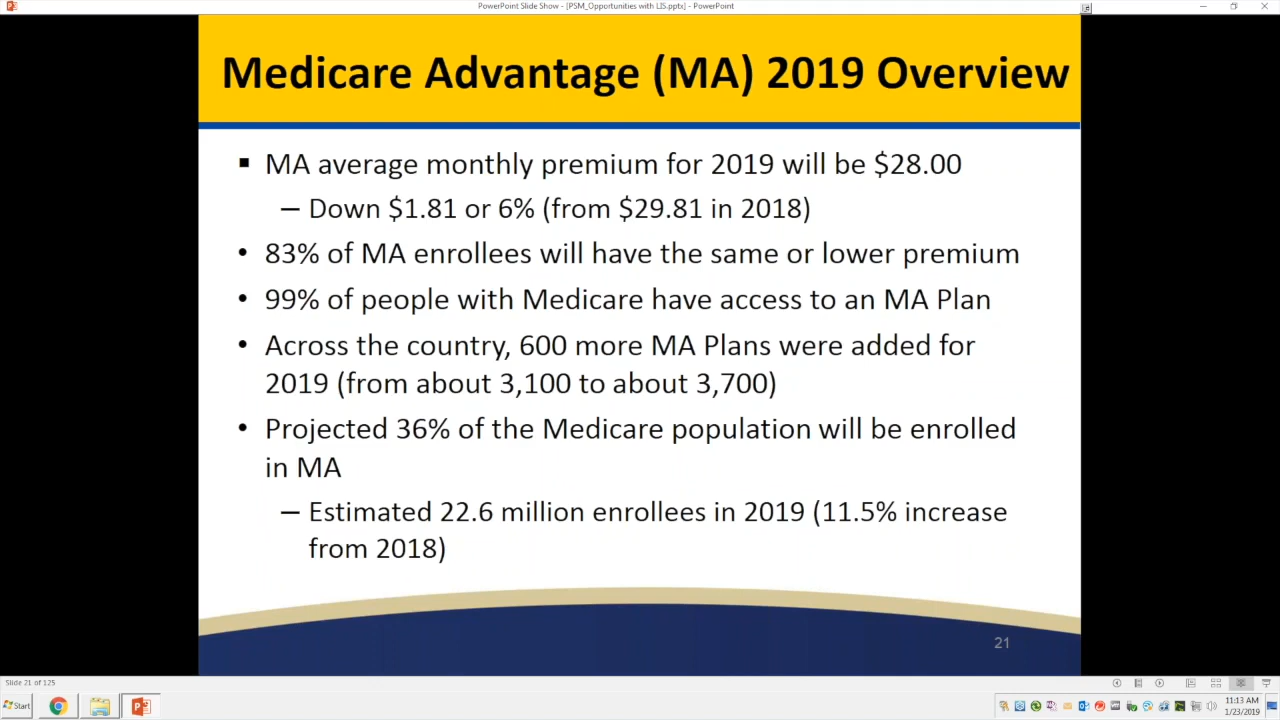 PowerPoint Slide Show - [PSM_Opportunities with LIS.pptx] - PowerPoint
Medicare Advantage (MA) 2019 Overview
▪ MA average monthly premium for 2019 will be $28.00
– Down $1.81 or 6% (from $29.81 in 2018)
• 83% of MA enrollees will have the same or lower premium
• 99% of people with Medicare have access to an MA Plan
• Across the country, 600 more MA Plans were added for
2019 (from about 3,100 to about 3,700)
• Projected 36% of the Medicare population will be enrolled
in MA
– Estimated 22.6 million enrollees in 2019 (11.5% increase
from 2018)
21
Slide 21 of 125
Start
11:13 AM
1/23/2019